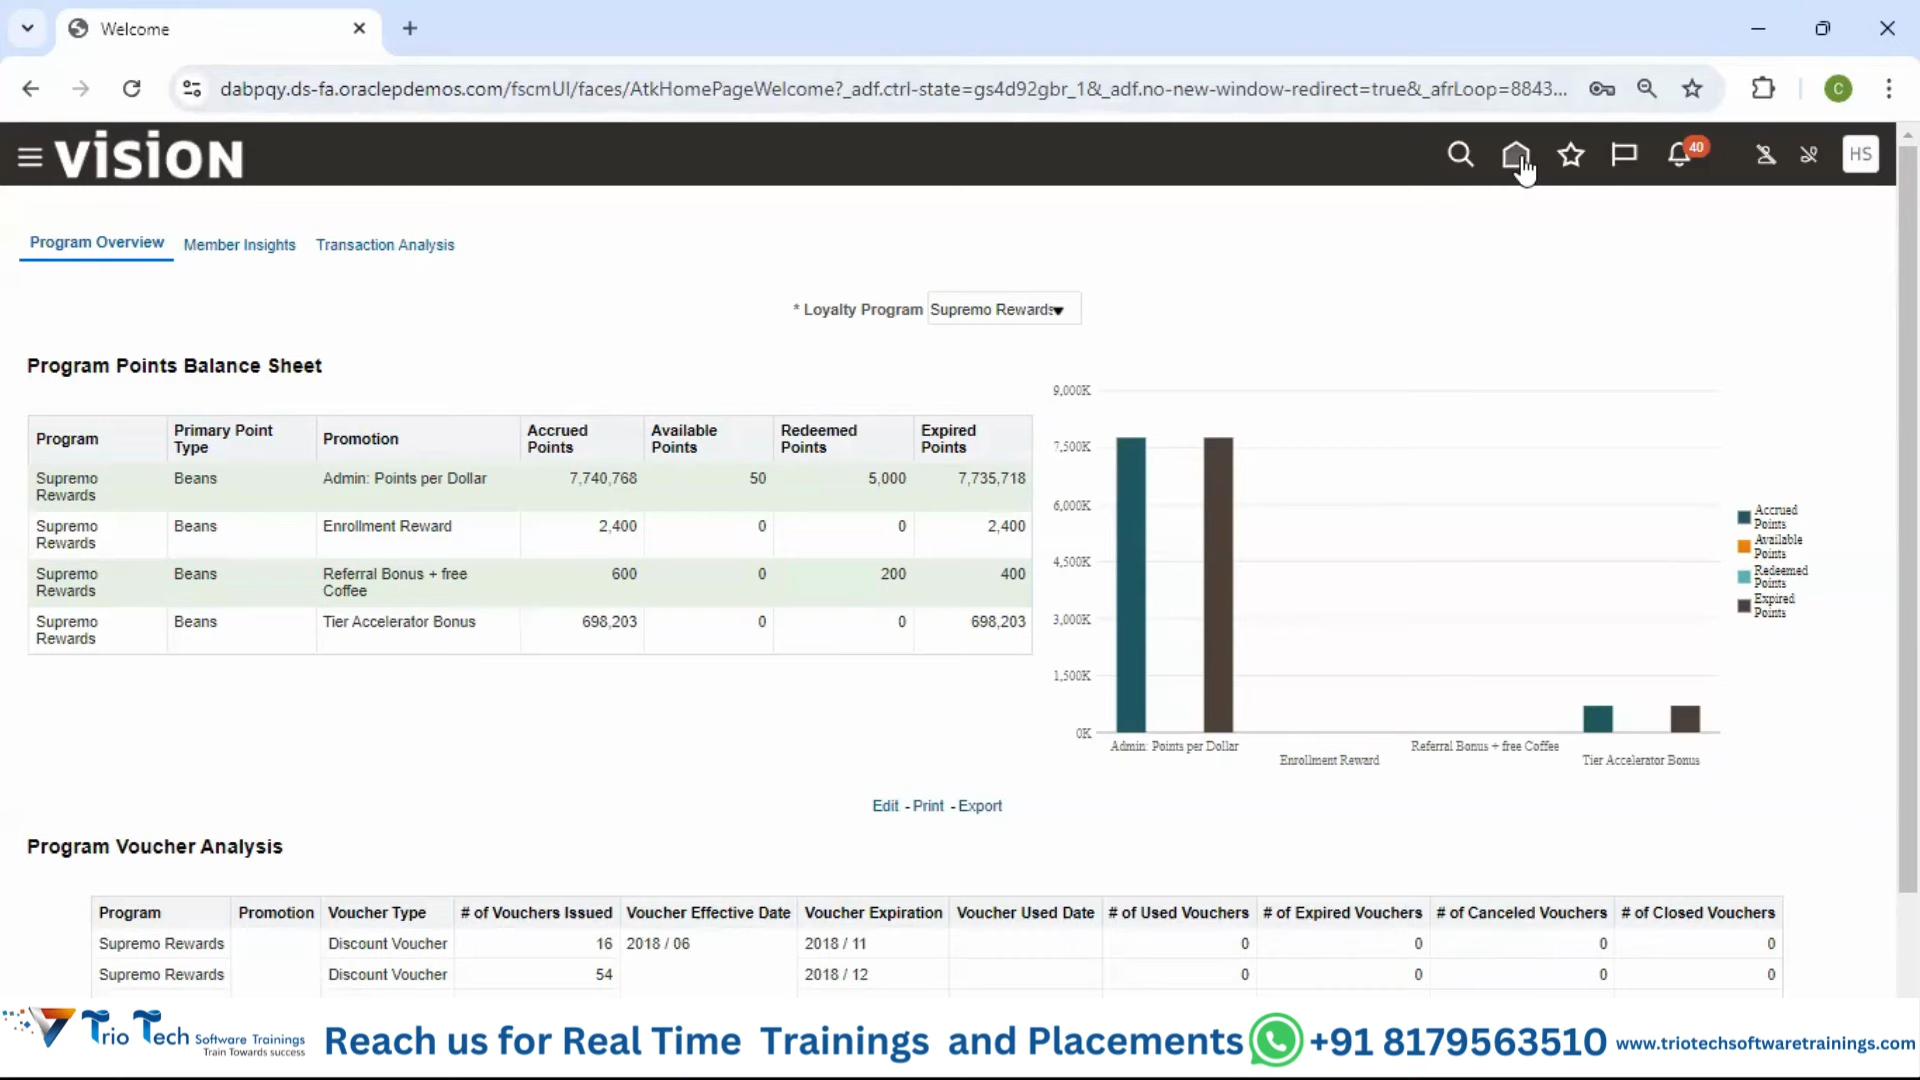 Welcome
dabpqy.ds-fa.oraclepdemos.com/fscmUI/faces/AtkHomePageWelcome?_adf.ctrl-state=gs4d92gbr_1&_adf.no-new-window-redirect=true&_afrLoop=8843...
C
VISION
40
HS
Program Overview Member Insights Transaction Analysis
* Loyalty Program Supremo Rewards
Program Points Balance Sheet
Program Primary Point Type Promotion Accrued Points Available Points Redeemed Points Expired Points
Supremo Rewards Beans Admin: Points per Dollar 7,740,768 50 5,000 7,735,718
Supremo Rewards Beans Enrollment Reward 2,400 0 0 2,400
Supremo Rewards Beans Referral Bonus + free Coffee 600 0 200 400
Supremo Rewards Beans Tier Accelerator Bonus 698,203 0 0 698,203
9,000K
7,500K
6,000K
4,500K
3,000K
1,500K
0K
Admin: Points per Dollar
Enrollment Reward
Referral Bonus + free Coffee
Tier Accelerator Bonus
Accrued Points
Available Points
Redeemed Points
Expired Points
Edit - Print - Export
Program Voucher Analysis
Program Promotion Voucher Type # of Vouchers Issued Voucher Effective Date Voucher Expiration Voucher Used Date # of Used Vouchers # of Expired Vouchers # of Canceled Vouchers # of Closed Vouchers
Supremo Rewards Discount Voucher 16 2018 / 06 2018 / 11 0 0 0 0
Supremo Rewards Discount Voucher 54 2018 / 12 0 0 0 0
Trio Tech Software Trainings
Train Towards success
Reach us for Real Time Trainings and Placements +91 8179563510 www.triotechsoftwaretrainings.com